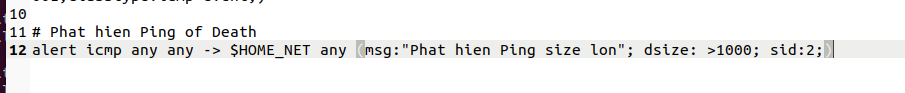 10
11 # Phat hien Ping of Death
12 alert icmp any any -> $HOME_NET any (msg:"Phat hien Ping size lon"; dsize: >1000; sid:2;)